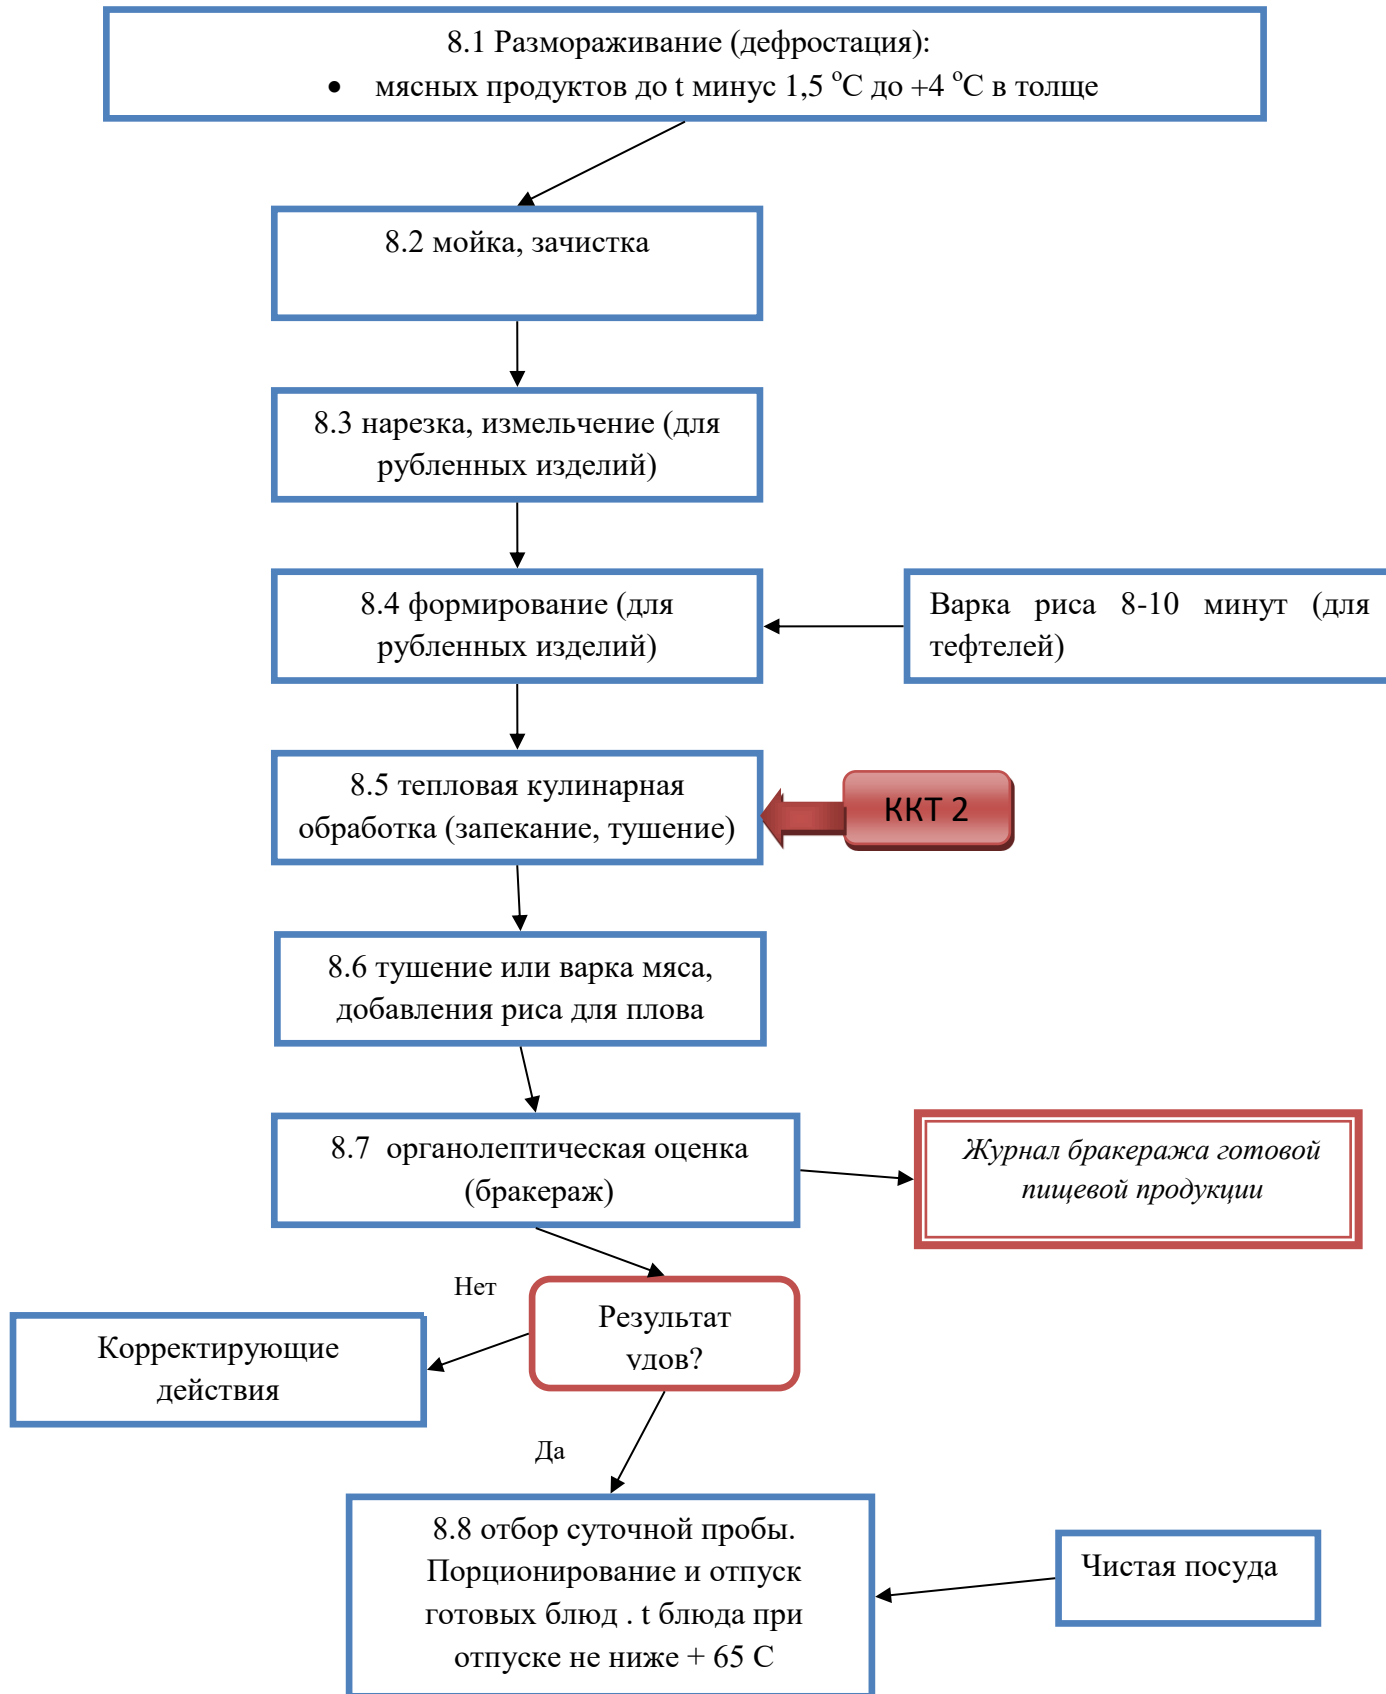 8.1 Размораживание (дефростация):
• мясных продуктов до t минус 1,5 °С до +4 °С в толще
8.2 мойка, зачистка
8.3 нарезка, измельчение (для
рубленных изделий)
8.4 формирование (для
рубленных изделий)
Варка риса 8-10 минут (для
тефтелей)
8.5 тепловая кулинарная
обработка (запекание, тушение)
ККТ 2
8.6 тушение или варка мяса,
добавления риса для плова
8.7 органолептическая оценка
(бракераж)
Журнал бракеража готовой
пищевой продукции
Нет
Результат
удов?
Корректирующие
действия
Да
8.8 отбор суточной пробы.
Порционирование и отпуск
готовых блюд . t блюда при
отпуске не ниже + 65 С
Чистая посуда